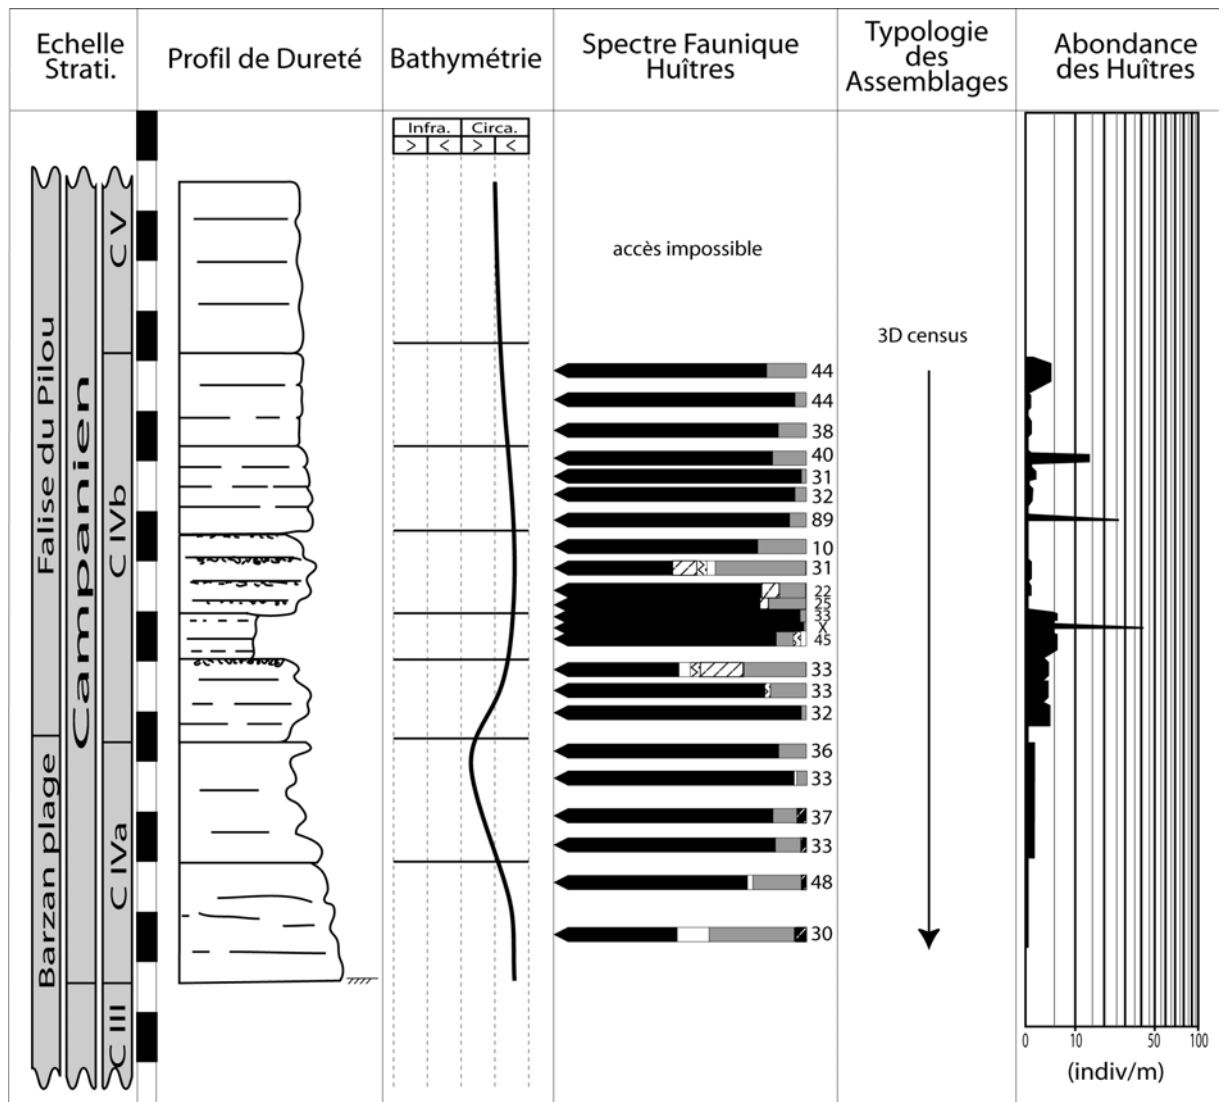 Echelle
Strati.
Profil de Dureté
Bathymétrie
Spectre Faunique
Huîtres
Typologie
des
Assemblages
Abondance
des Huîtres
Infra.
Circa.
> < > <
accès impossible
3D census
Falise du Pilou
Barzan plage
Campanien
C V
C IVb
C IVa
C III
44
44
38
40
31
32
89
10
31
22
25
33
X
45
33
33
32
36
33
37
33
48
30
0 10 50 100
(indiv/m)